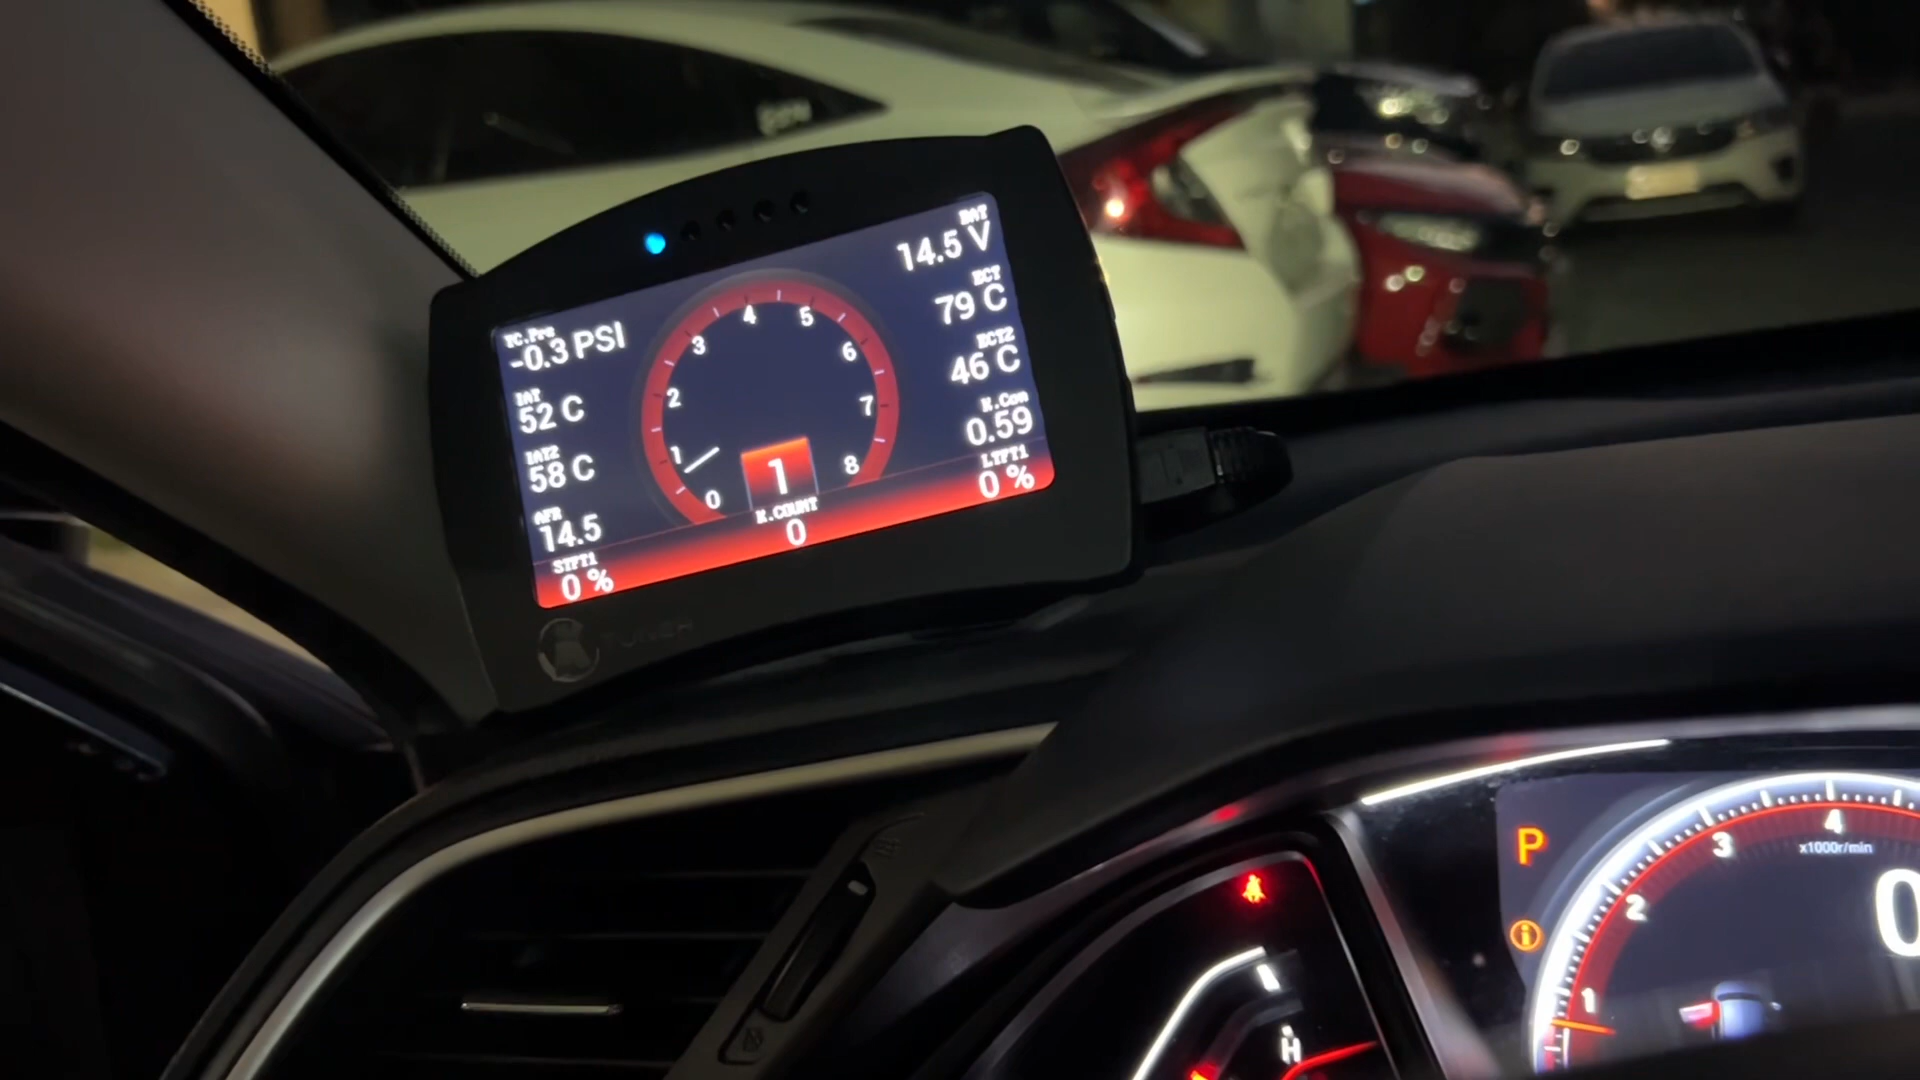 TC.Prs
-0.3 PSI
IAT
52 C
IAT2
58 C
AFR
14.5
STFT1
0 %
0
1
2
3
4
5
6
7
8
1
K.COUNT
0
BAT
14.5 V
ECT
79 C
ECT2
46 C
K.Con
0.59
LTFT1
0 %
P
1
2
3
4
x1000r/min
0
H